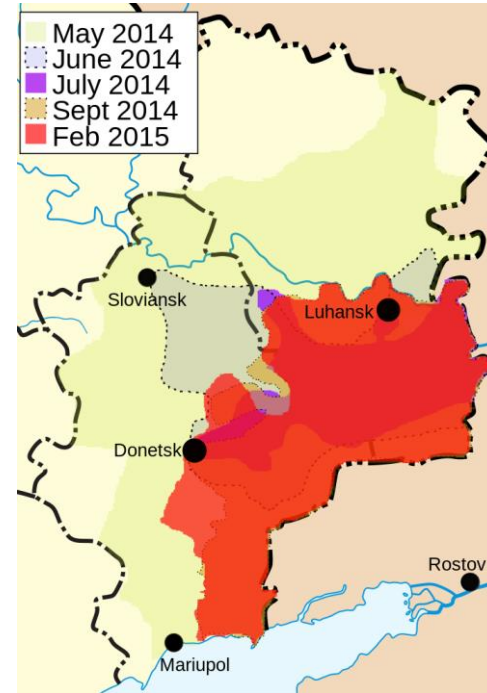 May 2014
June 2014
July 2014
Sept 2014
Feb 2015
Sloviansk
Luhansk
Donetsk
Rostov
Mariupol